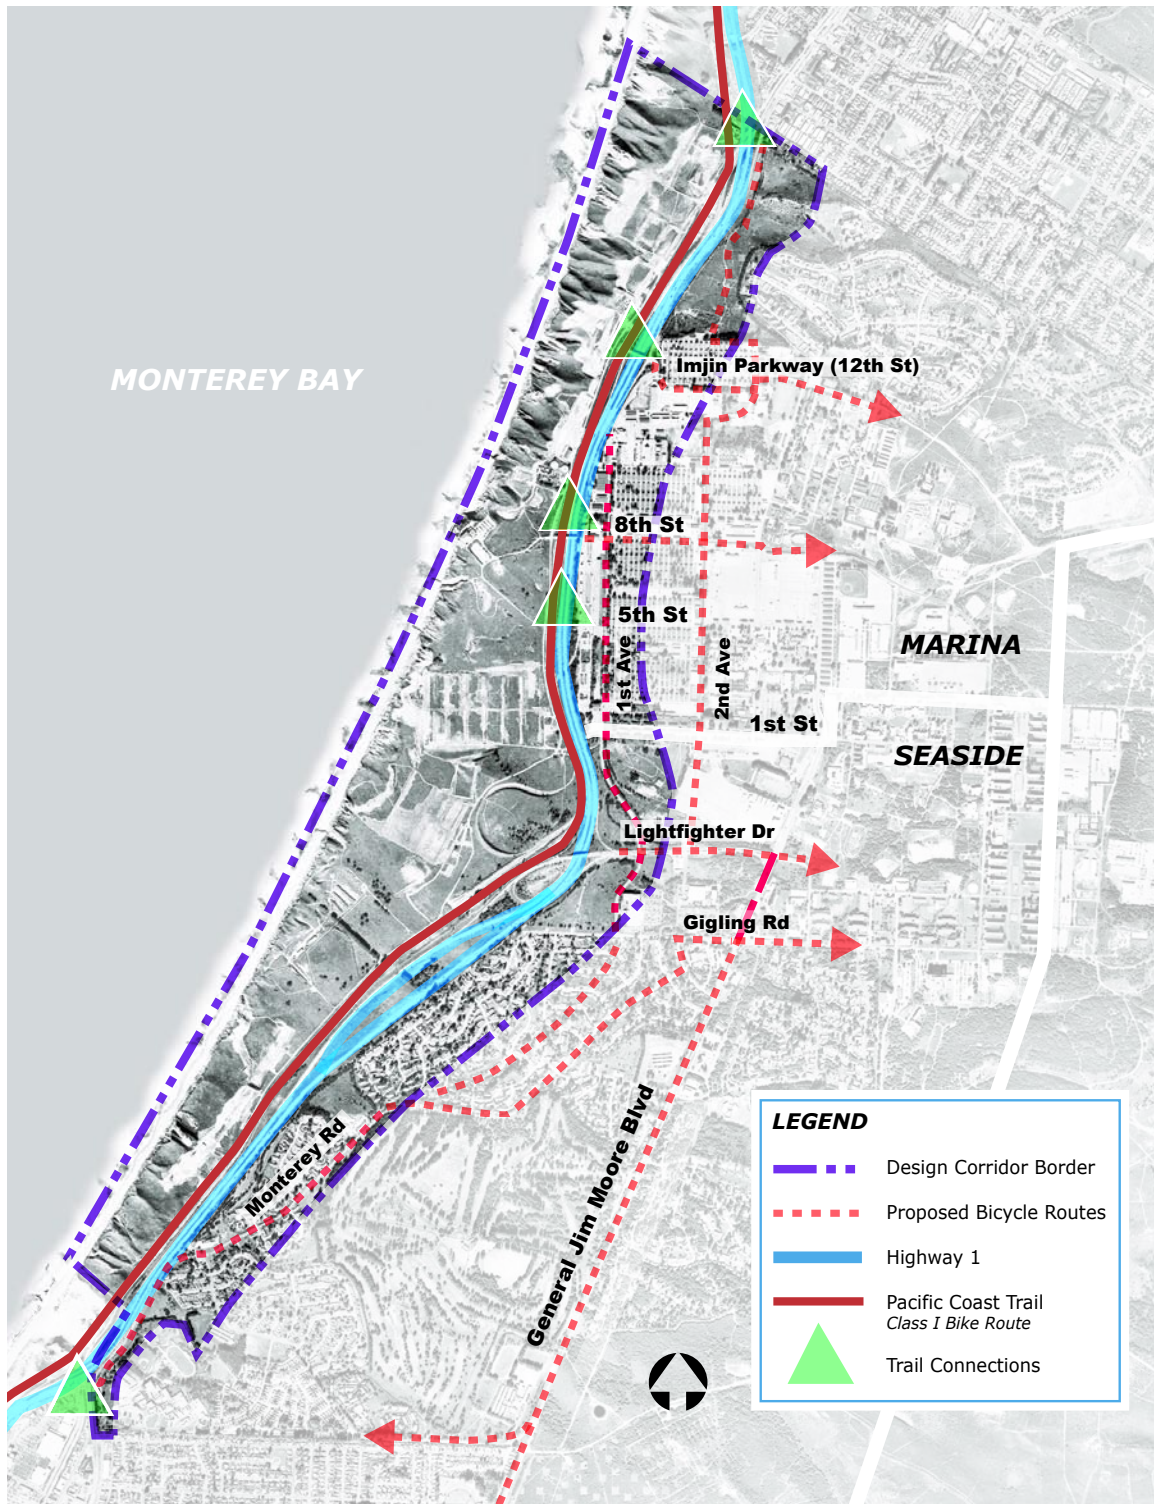 MONTEREY BAY
Imjin Parkway (12th St)
8th St
5th St
1st Ave
2nd Ave
MARINA
1st St
SEASIDE
Lightfighter Dr
Gigling Rd
Monterey Rd
General Jim Moore Blvd
LEGEND
Design Corridor Border
Proposed Bicycle Routes
Highway 1
Pacific Coast Trail
Class I Bike Route
Trail Connections